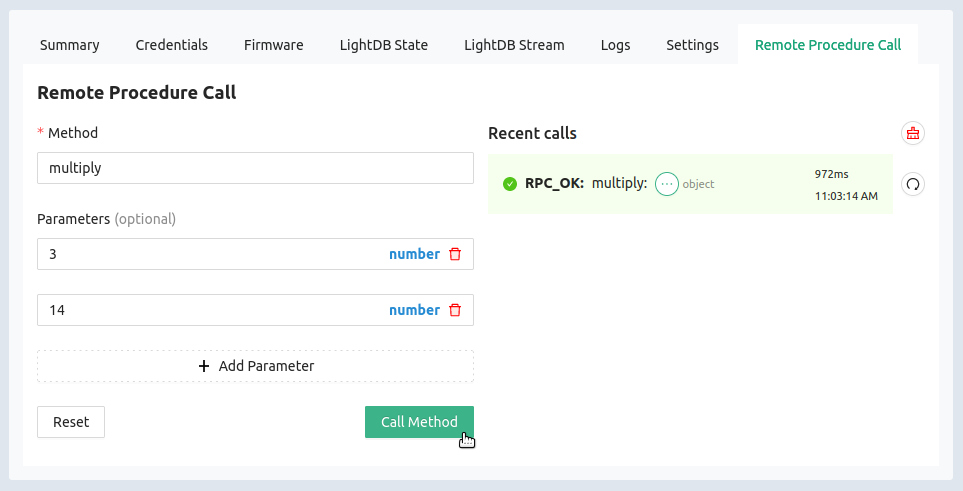 Summary Credentials Firmware LightDB State LightDB Stream Logs Settings Remote Procedure Call
Remote Procedure Call
* Method
multiply
Parameters (optional)
3 number
14 number
+ Add Parameter
Reset Call Method
Recent calls
RPC_OK: multiply: ... object 972ms
11:03:14 AM